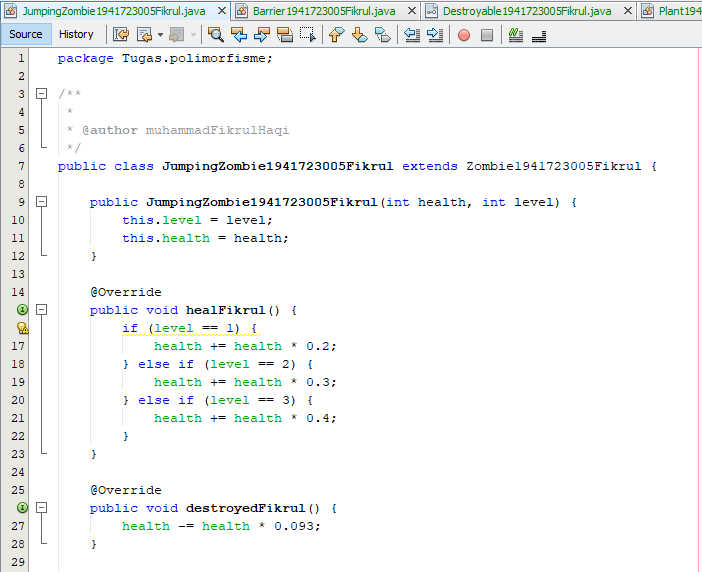 JumpingZombie1941723005Fikrul.java Barrier1941723005Fikrul.java Destroyable1941723005Fikrul.java Plant194
Source History
1 package Tugas.polimorfisme;
2
3 /**
4 *
5 * @author muhammadFikrulHaqi
6 */
7 public class JumpingZombie1941723005Fikrul extends Zombie1941723005Fikrul {
8
9 public JumpingZombie1941723005Fikrul(int health, int level) {
10 this.level = level;
11 this.health = health;
12 }
13
14 @Override
public void healFikrul() {
if (level == 1) {
17 health += health * 0.2;
18 } else if (level == 2) {
19 health += health * 0.3;
20 } else if (level == 3) {
21 health += health * 0.4;
22 }
23 }
24
25 @Override
public void destroyedFikrul() {
27 health -= health * 0.093;
28 }
29